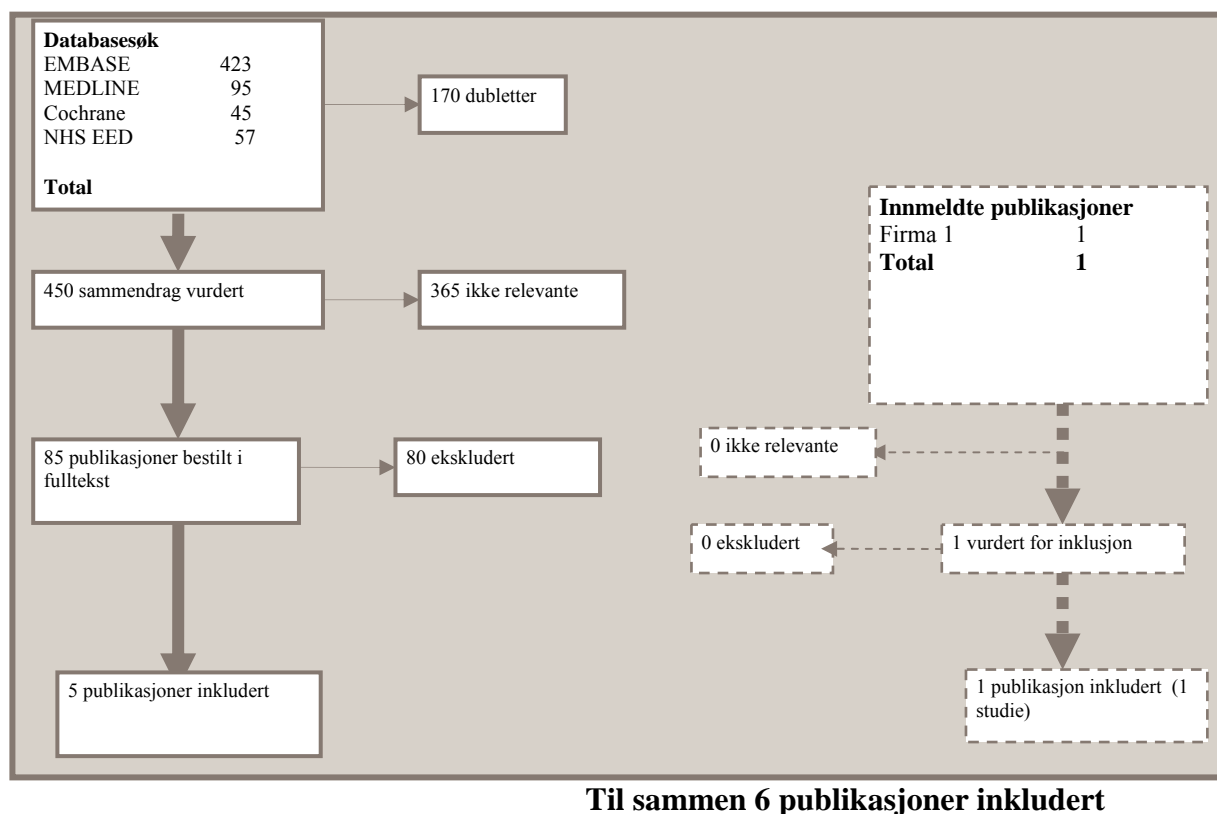 Databasesøk
EMBASE 423
MEDLINE 95
Cochrane 45
NHS EED 57
Total
170 dubletter
450 sammendrag vurdert
365 ikke relevante
85 publikasjoner bestilt i
fulltekst
80 ekskludert
5 publikasjoner inkludert
Innmeldte publikasjoner
Firma 1 1
Total 1
0 ikke relevante
1 vurdert for inklusjon
0 ekskludert
1 publikasjon inkludert (1
studie)
Til sammen 6 publikasjoner inkludert